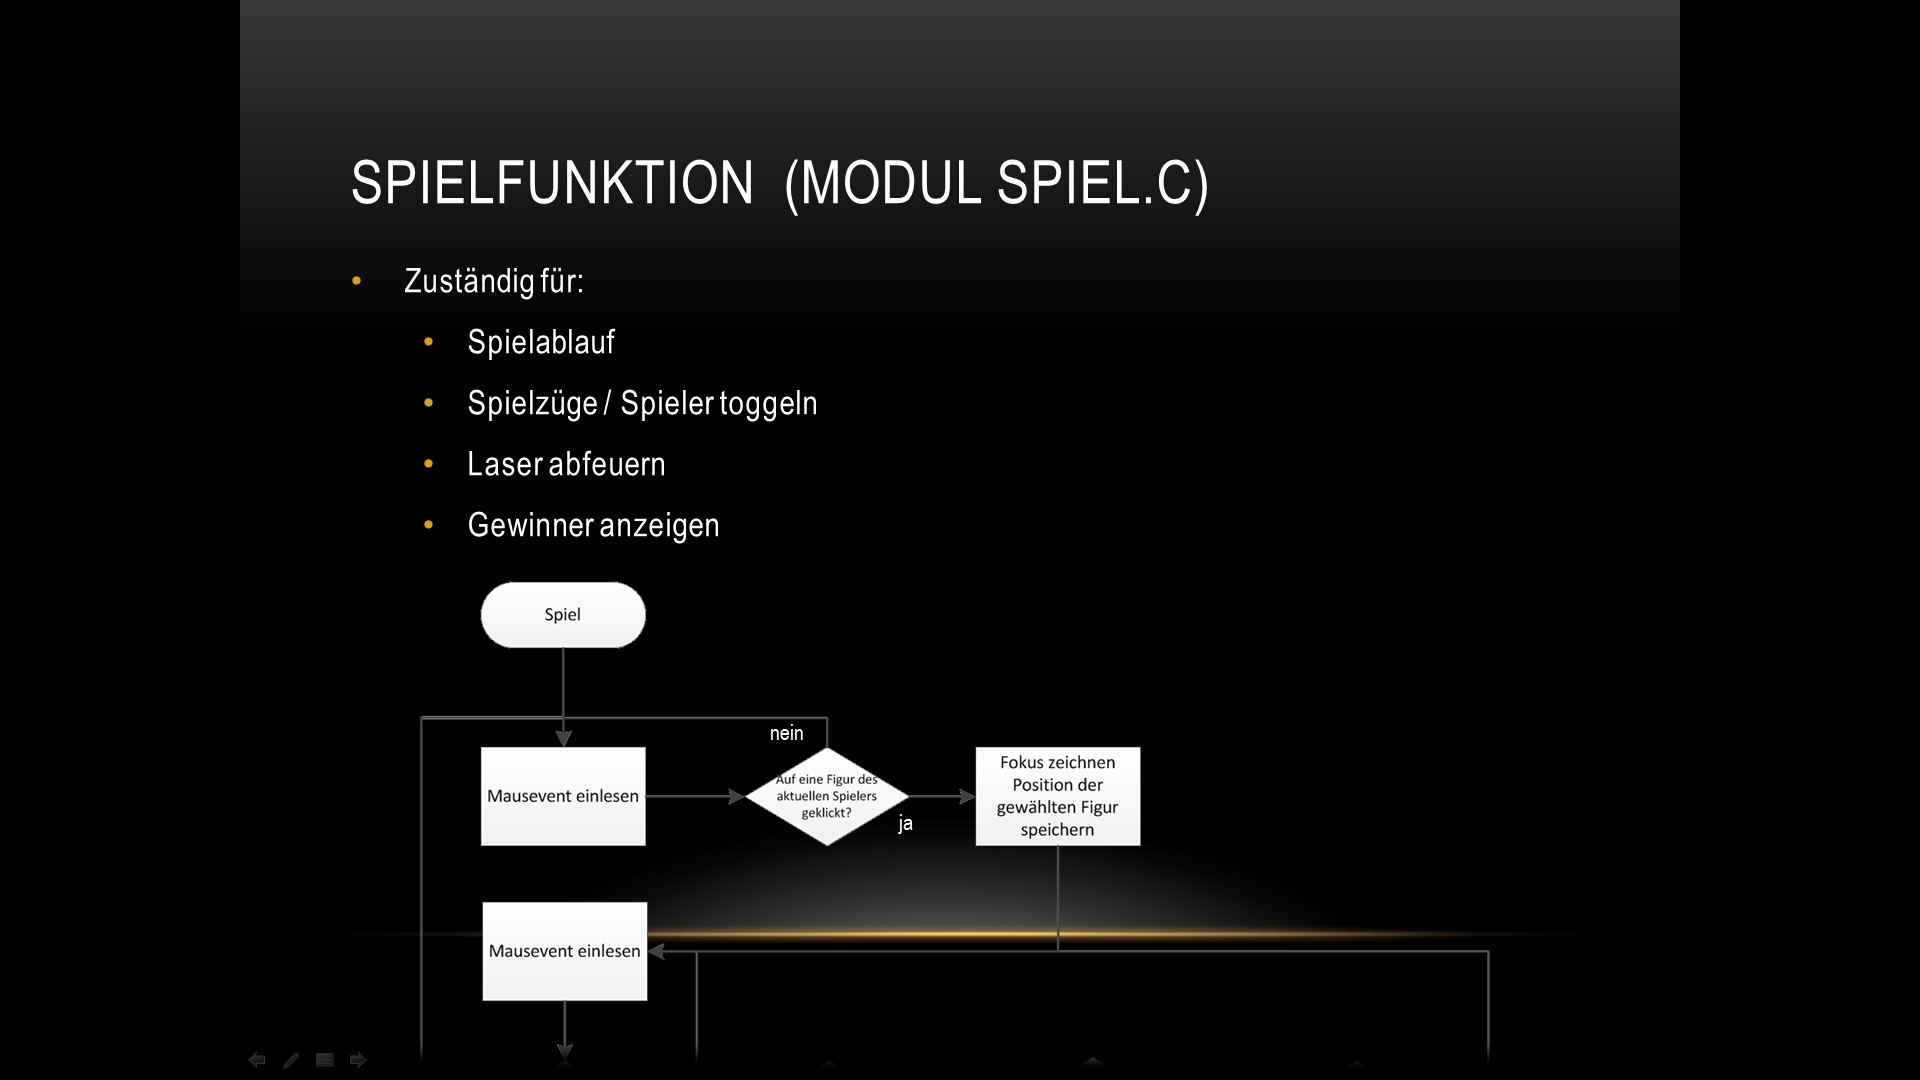 SPIELFUNKTION (MODUL SPIEL.C)
• Zuständig für:
• Spielablauf
• Spielzüge / Spieler toggeln
• Laser abfeuern
• Gewinner anzeigen
Spiel
nein
Mausevent einlesen
Auf eine Figur des
aktuellen Spielers
geklickt?
ja
Fokus zeichnen
Position der
gewählten Figur
speichern
Mausevent einlesen